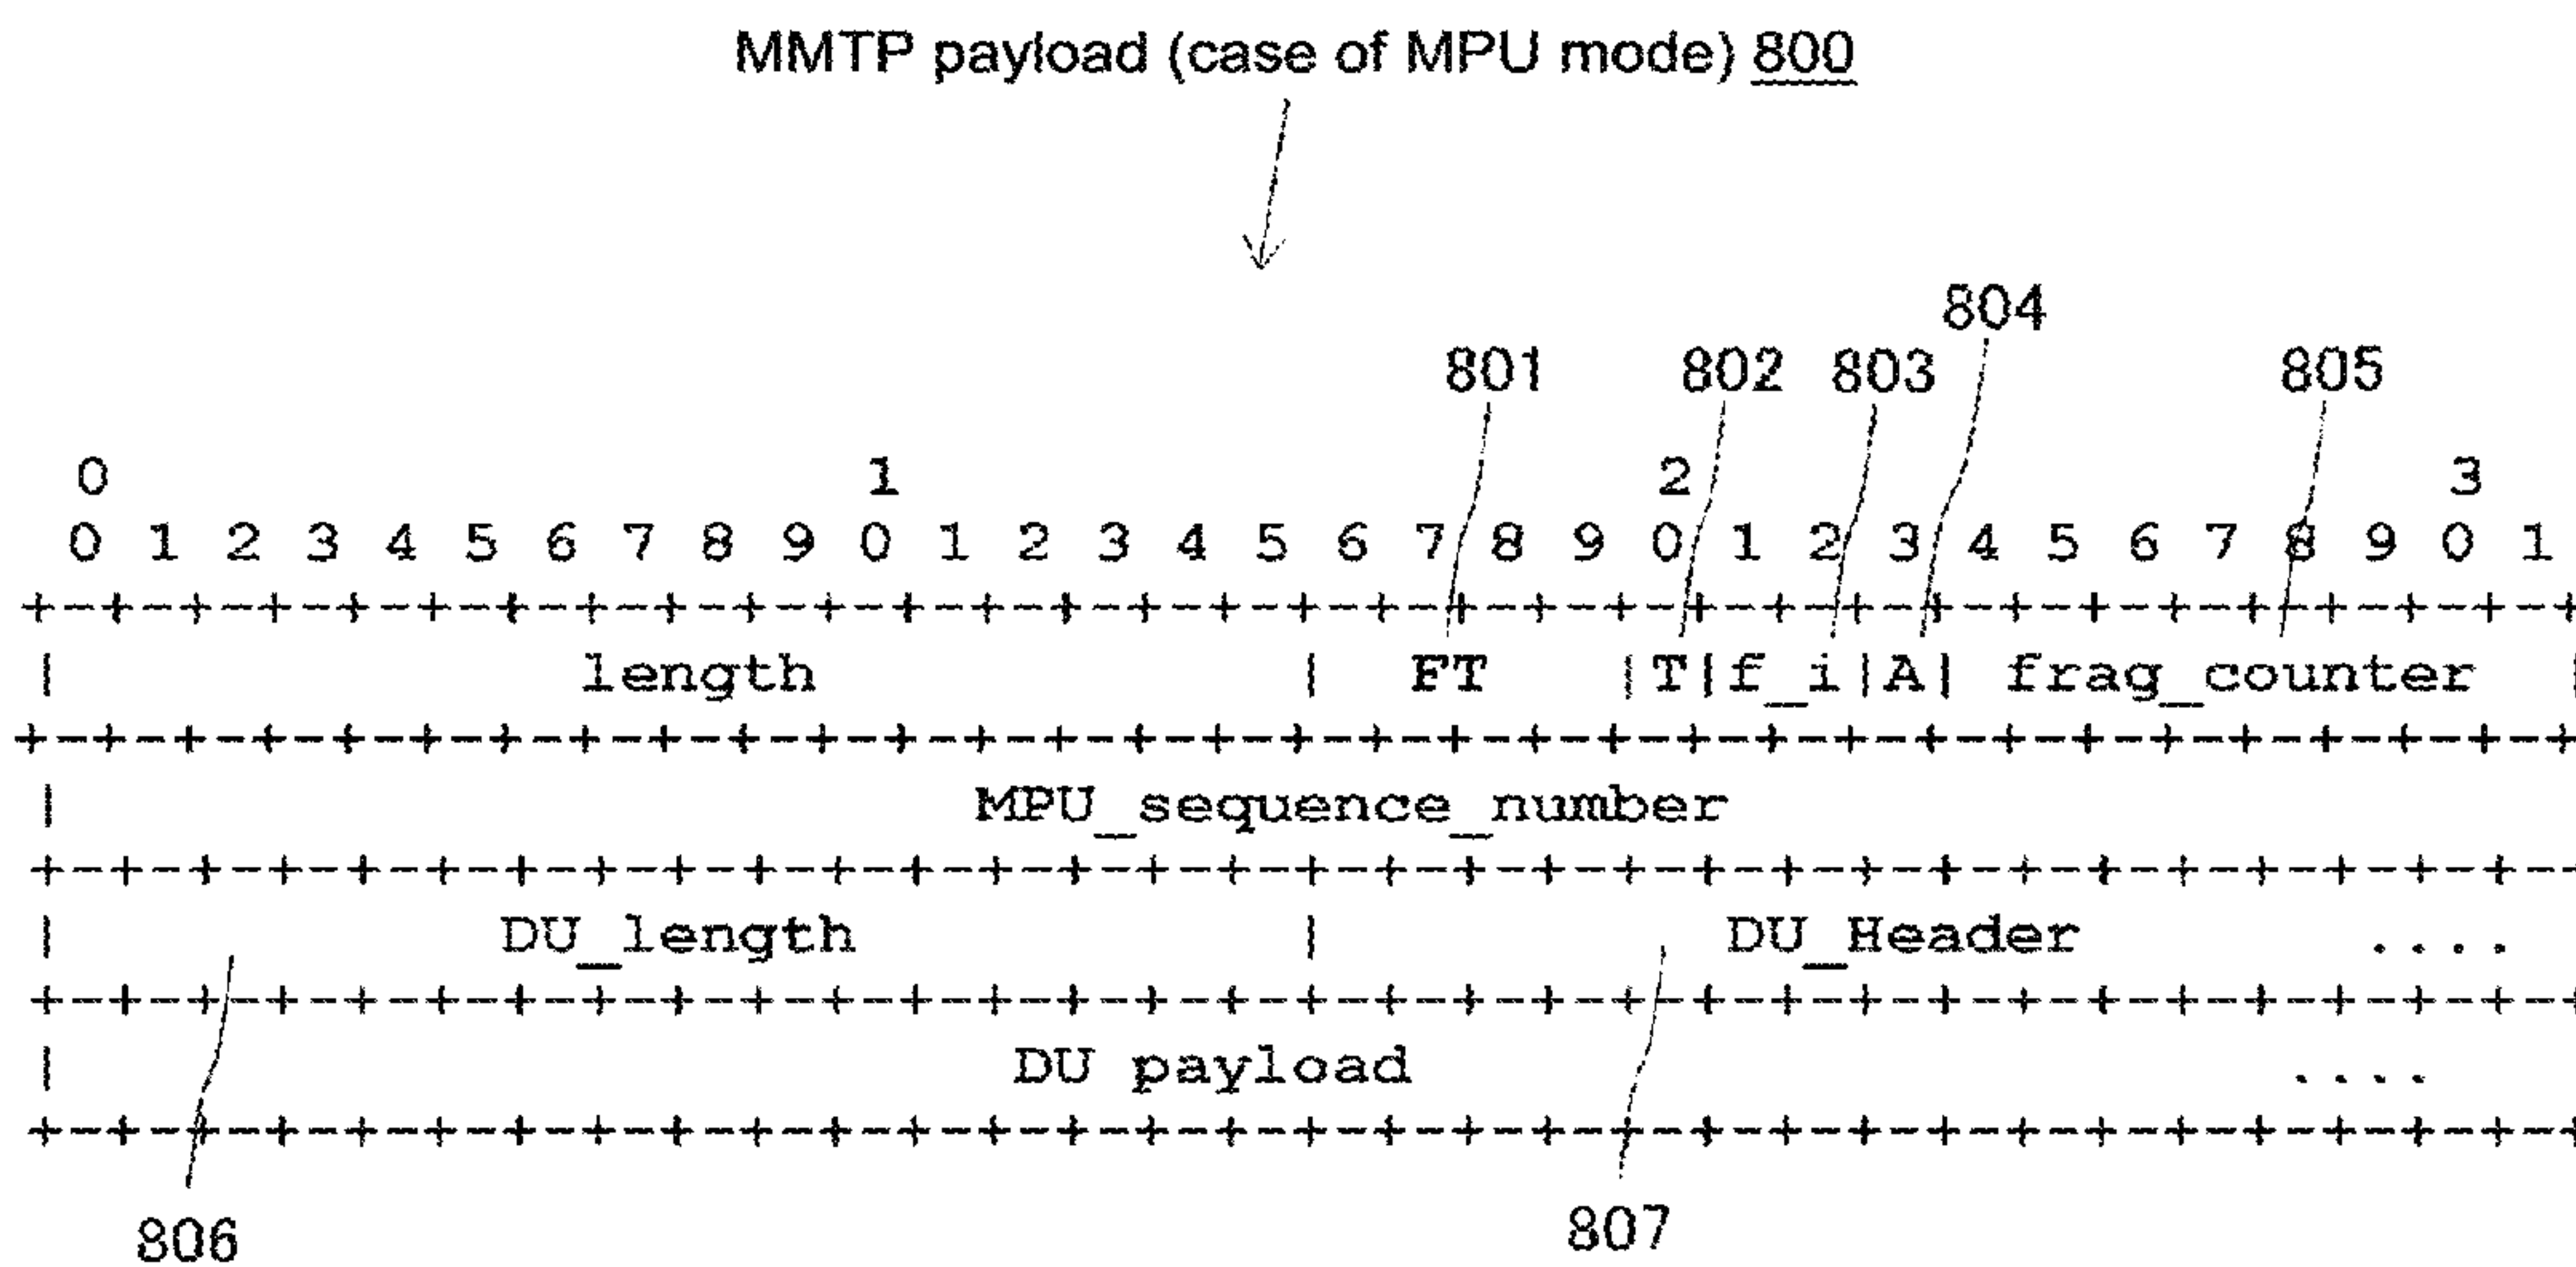 MMTP payload (case of MPU mode) 800
804
801 802 803 805
0 1 2 3
0 1 2 3 4 5 6 7 8 9 0 1 2 3 4 5 6 7 8 9 0 1 2 3 4 5 6 7 8 9 0 1
+-+-+-+-+-+-+-+-+-+-+-+-+-+-+-+-+-+-+-+-+-+-+-+-+-+-+-+-+-+-+-+-+
| length | FT |T|f_i|A| frag_counter |
+-+-+-+-+-+-+-+-+-+-+-+-+-+-+-+-+-+-+-+-+-+-+-+-+-+-+-+-+-+-+-+-+
| MPU_sequence_number
+-+-+-+-+-+-+-+-+-+-+-+-+-+-+-+-+-+-+-+-+-+-+-+-+-+-+-+-+-+-+-+-+
| DU_length | DU_Header ....
+-+-+-+-+-+-+-+-+-+-+-+-+-+-+-+-+-+-+-+-+-+-+-+-+-+-+-+-+-+-+-+-+
| DU payload ....
+-+-+-+-+-+-+-+-+-+-+-+-+-+-+-+-+-+-+-+-+-+-+-+-+-+-+-+-+-+-+-+-+
806 807